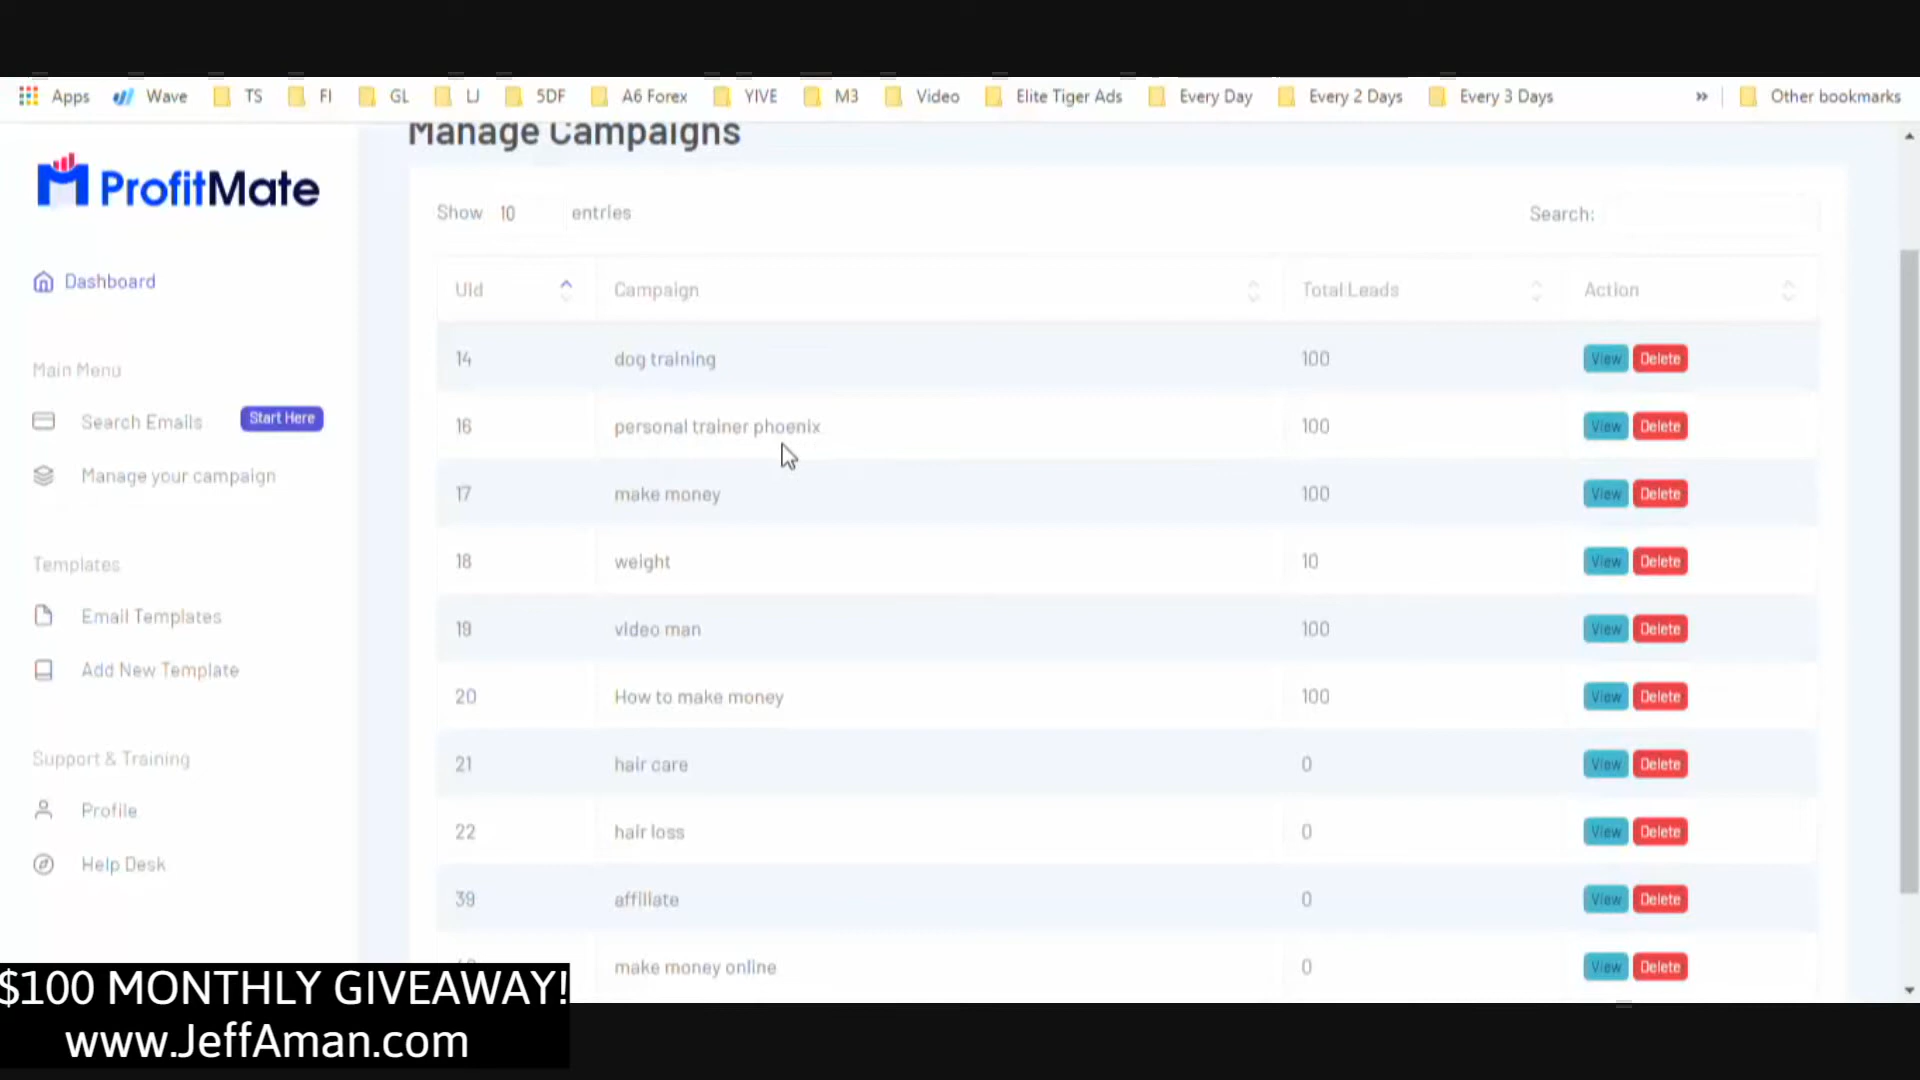 Apps Wave TS FI GL LJ 5DF A6 Forex YIVE M3 Video Elite Tiger Ads Every Day Every 2 Days Every 3 Days » Other bookmarks
Manage Campaigns
ProfitMate
Show 10 entries Search:
Dashboard
UId Campaign Total Leads Action
14 dog training 100 View Delete
Main Menu
Search Emails Start Here
16 personal trainer phoenix 100 View Delete
Manage your campaign
17 make money 100 View Delete
Templates
18 weight 10 View Delete
Email Templates
19 video man 100 View Delete
Add New Template
20 How to make money 100 View Delete
Support & Training
21 hair care 0 View Delete
Profile
22 hair loss 0 View Delete
Help Desk
39 affiliate 0 View Delete
make money online 0 View Delete
$100 MONTHLY GIVEAWAY!
www.JeffAman.com